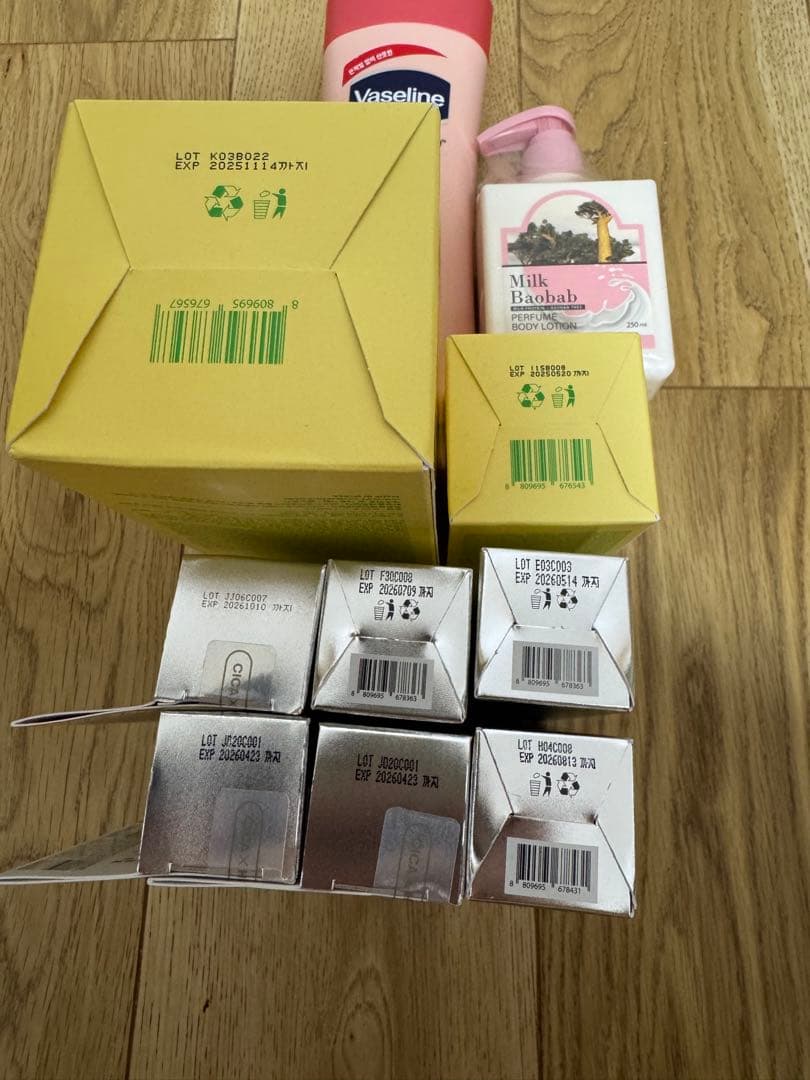 Vaseline
LOT K03B022
EXP 20251114까지
8 809695 676567
Milk
Baobab
PERFUME
BODY LOTION
250 ml
LOT I15B008
EXP 20250520 까지
8 809695 676543
LOT JJ06C007
EXP 20261010 까지
CICA
LOT F30C008
EXP 20260709 까지
8 809695 678363
LOT E03C003
EXP 20260514 까지
8 809695 678363
LOT JD20C001
EXP 20260423 까지
CICA
LOT JD20C001
EXP 20260423 까지
CICA
LOT H04C008
EXP 20260813 까지
8 809695 678431